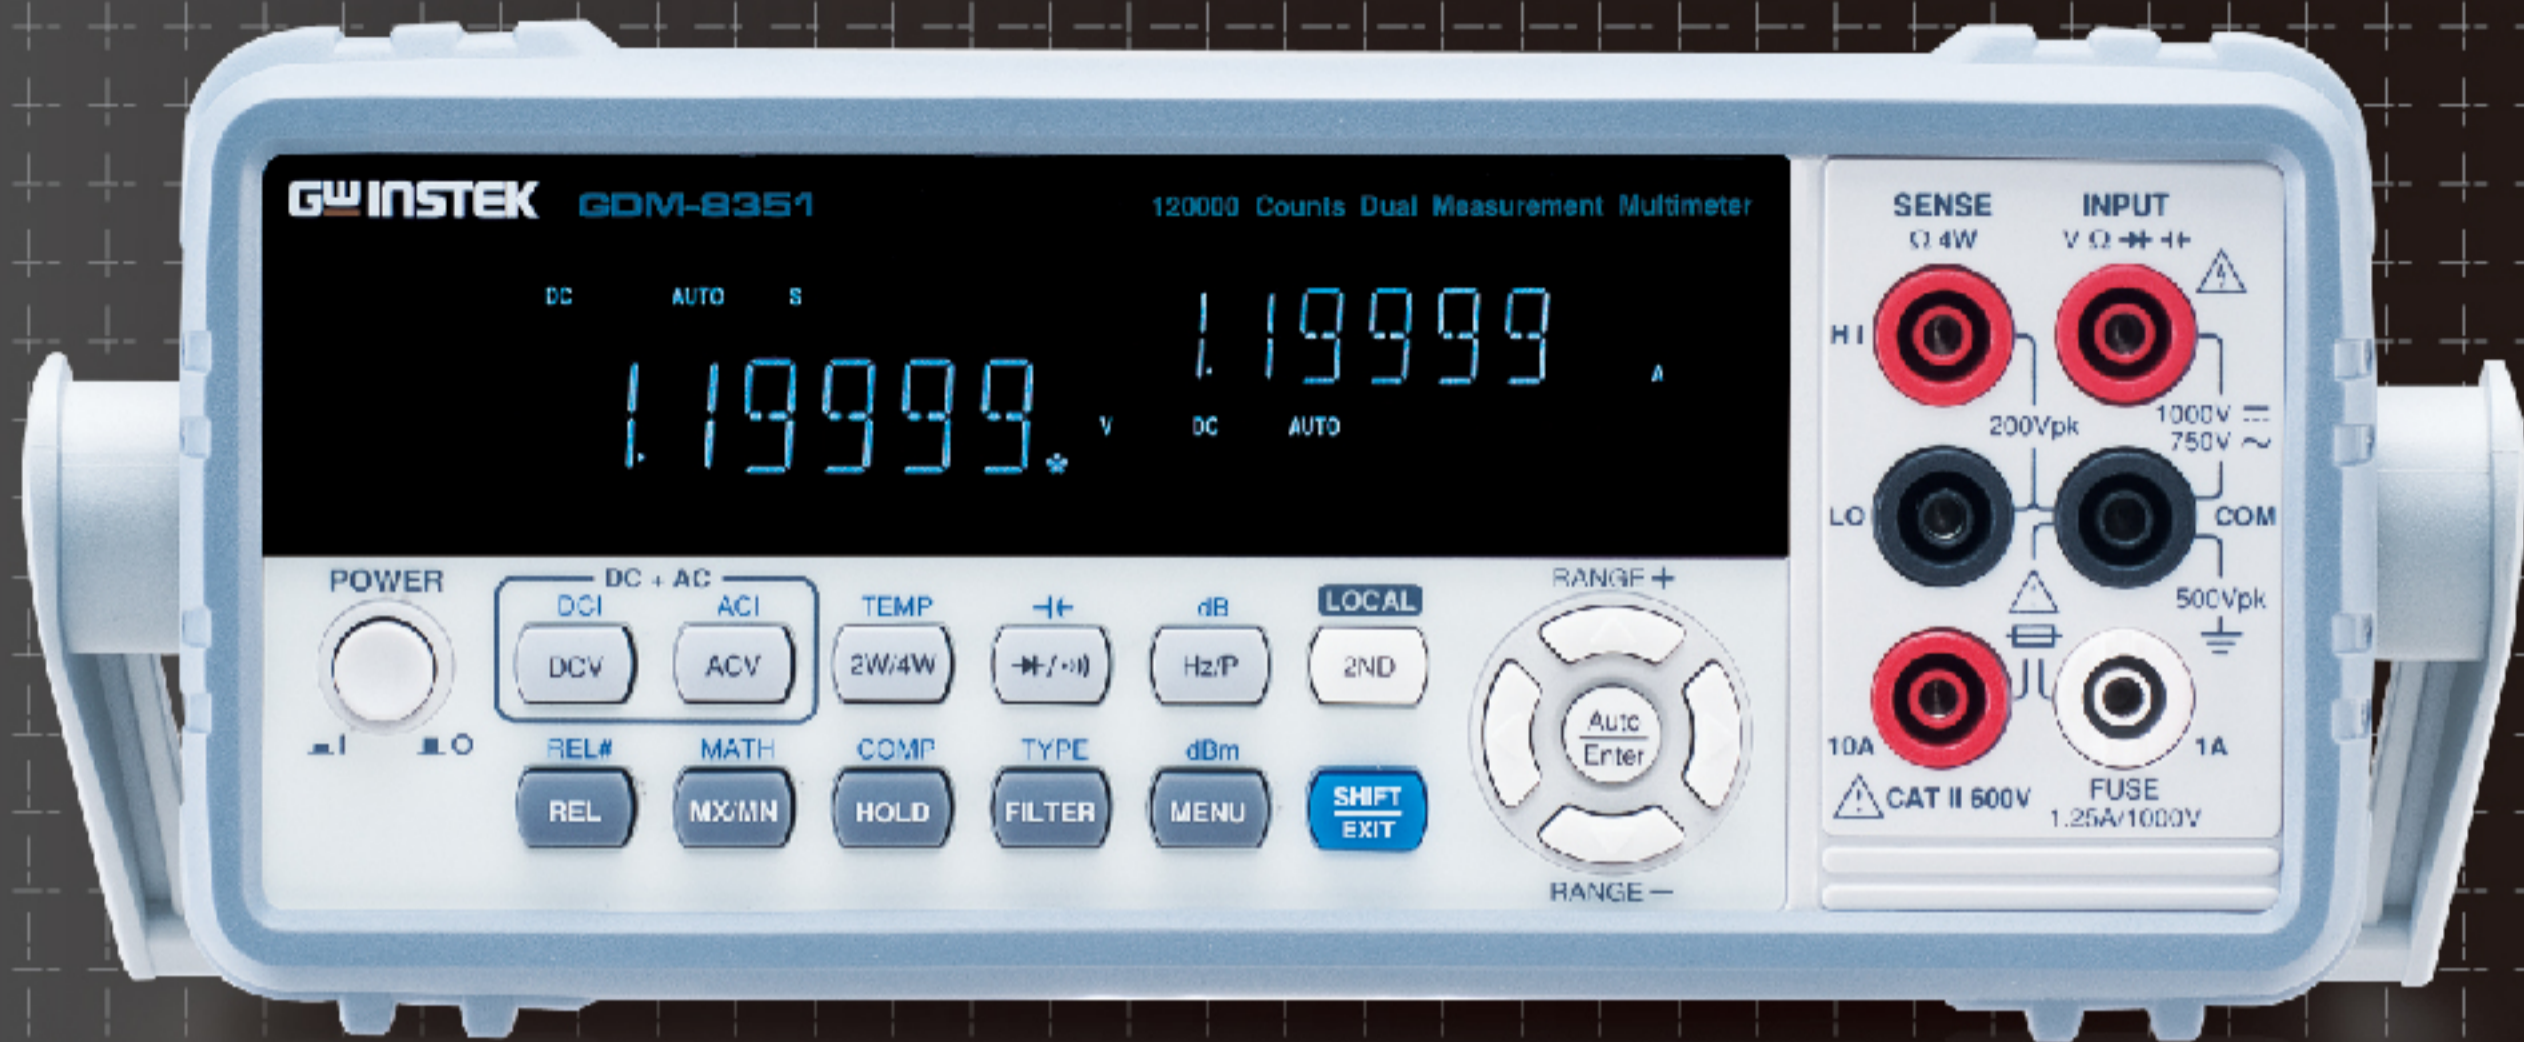 GW INSTEK GDM-8351
120000 Counts Dual Measurement Multimeter
DC AUTO S
1.19999 V
1.19999 A
DC AUTO
POWER
I O
DC + AC
DCI ACI TEMP dB LOCAL
DCV ACV 2W/4W Hz/P 2ND
REL# MATH COMP TYPE dBm
REL MX/MN HOLD FILTER MENU SHIFT
EXIT
RANGE +
Auto
Enter
RANGE −
SENSE INPUT
Ω 4W V Ω
HI
200Vpk
1000V ⎓
750V ~
LO COM
500Vpk
10A 1A
CAT II 600V
FUSE
1.25A/1000V